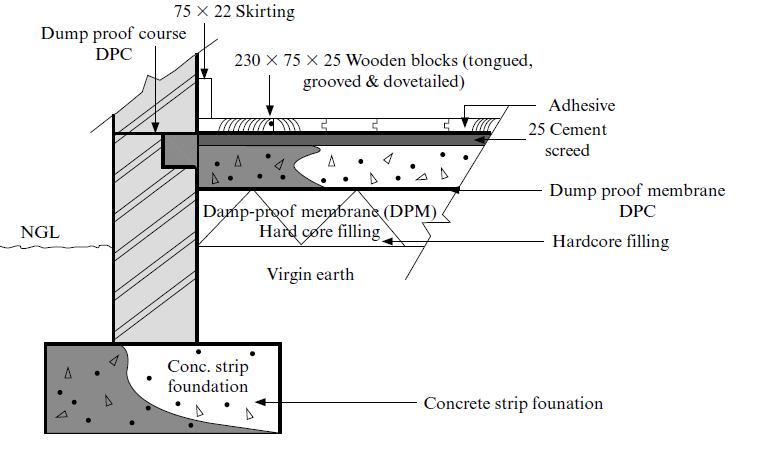 75 × 22 Skirting
Dump proof course
DPC
230 × 75 × 25 Wooden blocks (tongued,
grooved & dovetailed)
Adhesive
25 Cement
screed
Dump proof membrane
DPC
Damp-proof membrane (DPM)
Hard core filling
NGL
Hardcore filling
Virgin earth
Conc. strip
foundation
Concrete strip founation